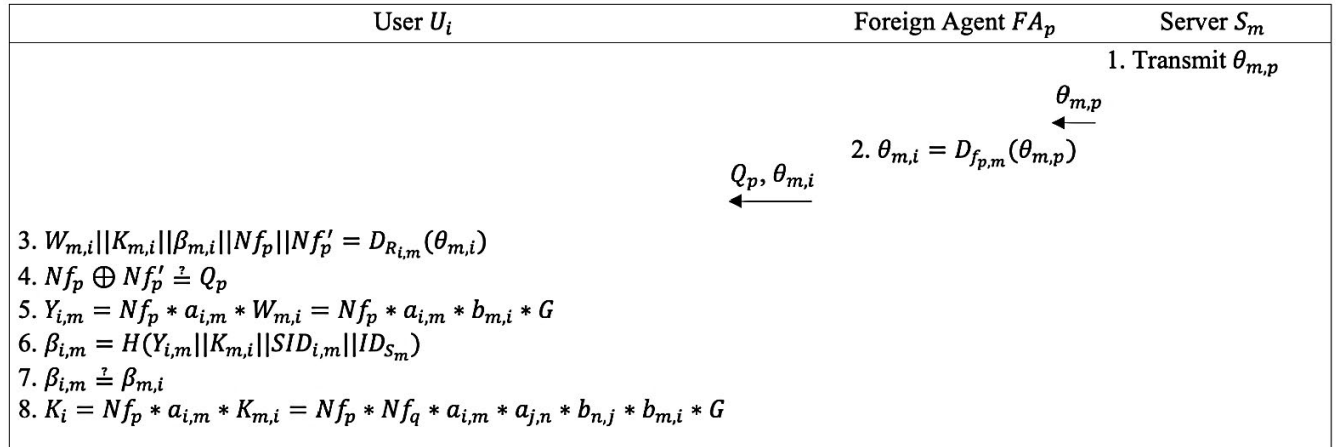 User U_i Foreign Agent FA_p Server S_m
1. Transmit θ_{m,p}
θ_{m,p}
2. θ_{m,i} = D_{f_{p,m}}(θ_{m,p})
Q_p, θ_{m,i}
3. W_{m,i}||K_{m,i}||β_{m,i}||Nf_p||Nf'_p = D_{R_{i,m}}(θ_{m,i})
4. Nf_p ⊕ Nf'_p ≟ Q_p
5. Y_{i,m} = Nf_p * a_{i,m} * W_{m,i} = Nf_p * a_{i,m} * b_{m,i} * G
6. β_{i,m} = H(Y_{i,m}||K_{m,i}||SID_{i,m}||ID_{S_m})
7. β_{i,m} ≟ β_{m,i}
8. K_i = Nf_p * a_{i,m} * K_{m,i} = Nf_p * Nf_q * a_{i,m} * a_{j,n} * b_{n,j} * b_{m,i} * G